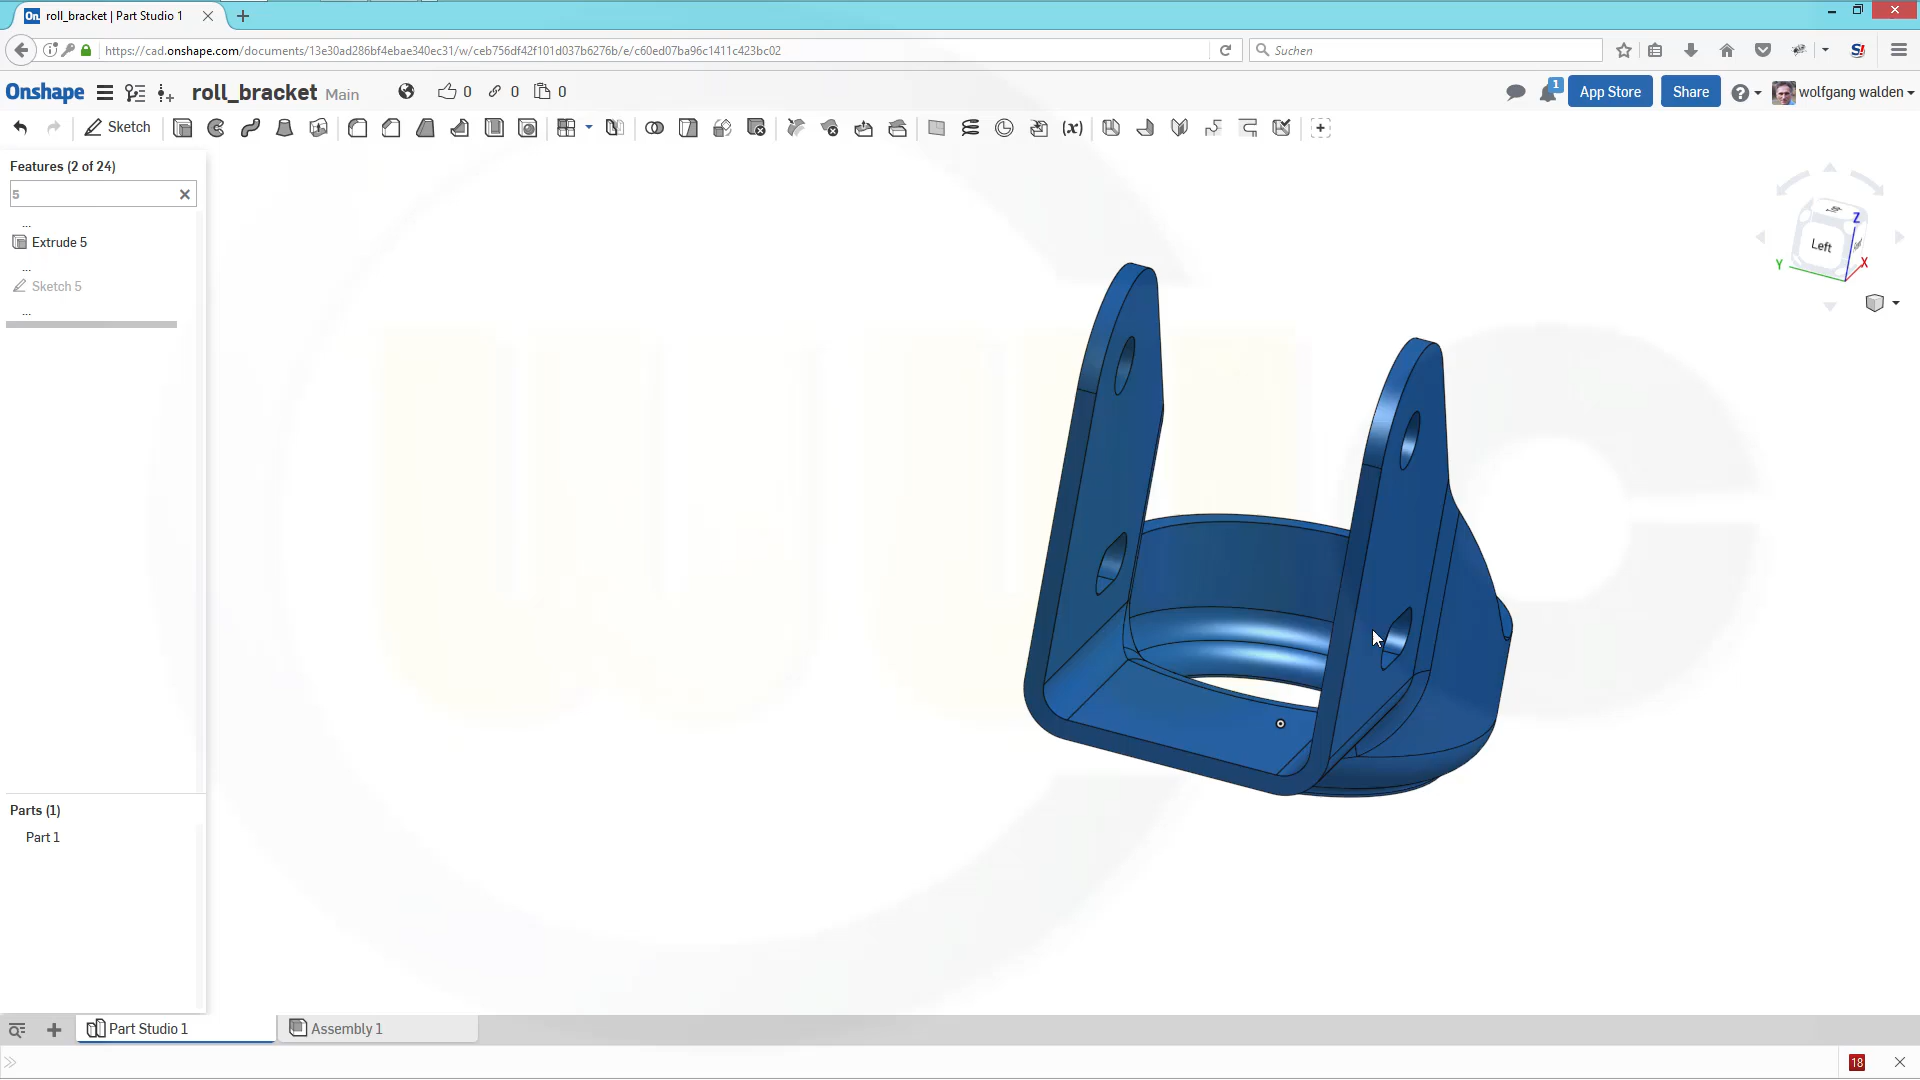 On roll_bracket | Part Studio 1
https://cad.onshape.com/documents/13e30ad286bf4ebae340ec31/w/ceb756df42f101d037b6276b/e/c60ed07ba96c1411c423bc02
Suchen
Onshape roll_bracket Main 0 0 0
1 App Store Share wolfgang walden
Sketch (x)
Features (2 of 24)
5
...
Extrude 5
...
Sketch 5
...
Z
Left
Y X
Parts (1)
Part 1
Part Studio 1 Assembly 1
18